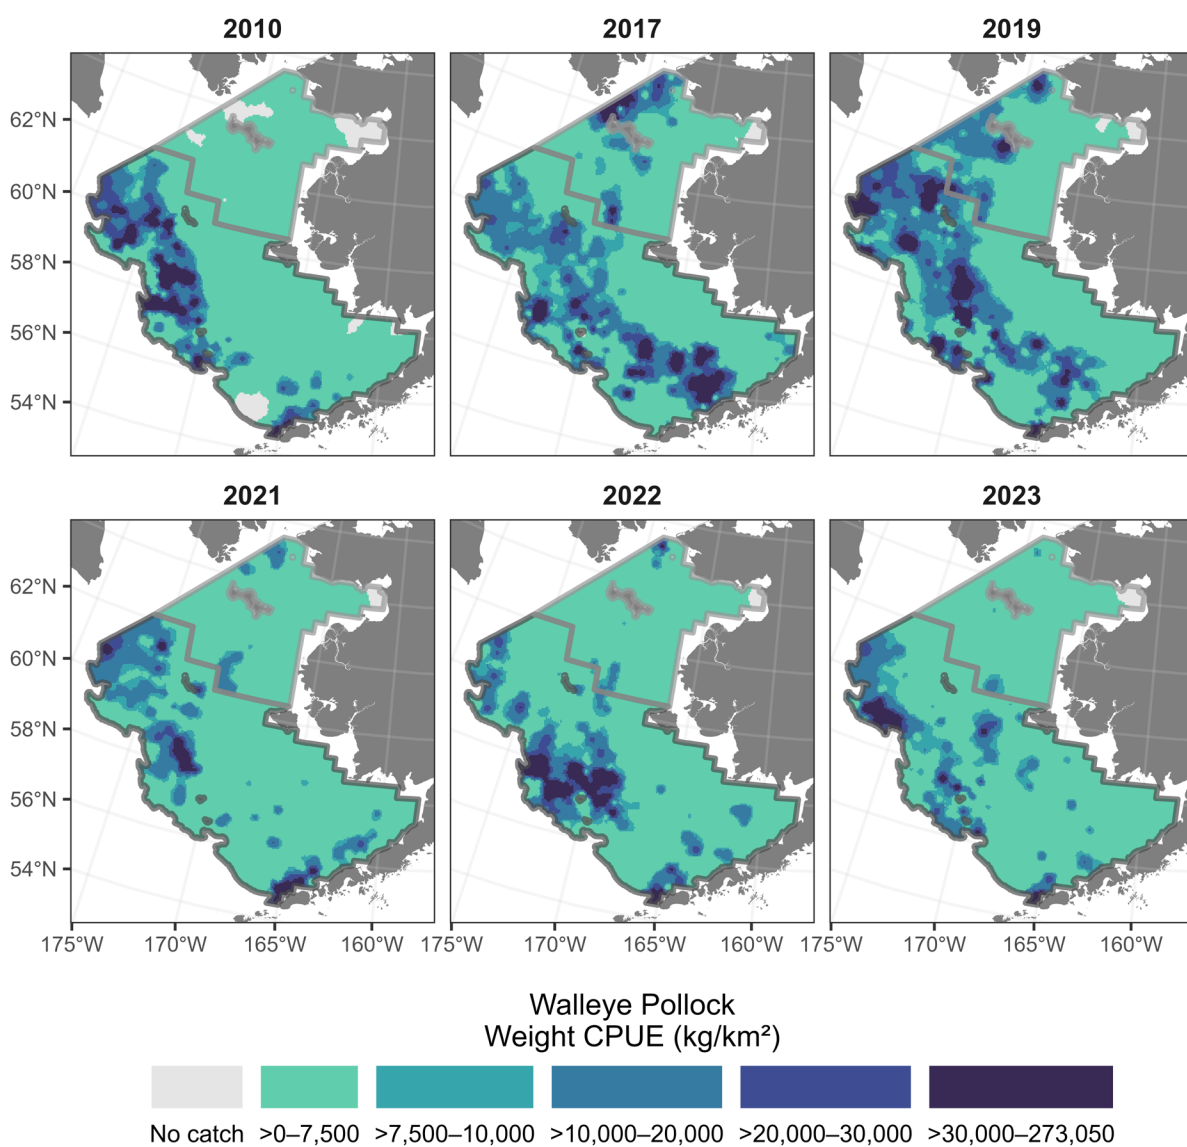 2010 2017 2019
62°N
60°N
58°N
56°N
54°N
2021 2022 2023
62°N
60°N
58°N
56°N
54°N
175°W 170°W 165°W 160°W 175°W 170°W 165°W 160°W 175°W 170°W 165°W 160°W
Walleye Pollock
Weight CPUE (kg/km²)
No catch >0–7,500 >7,500–10,000 >10,000–20,000 >20,000–30,000 >30,000–273,050